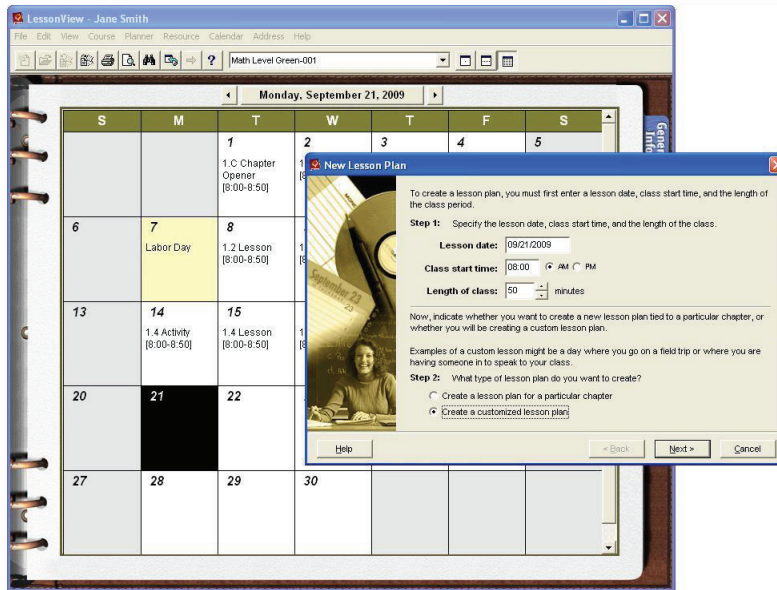 LessonView - Jane Smith
File Edit View Course Planner Resource Calendar Address Help
Math Level Green-001
Monday, September 21, 2009
S M T W T F S
1 2 3 4 5
1.C Chapter
Opener
[8:00-8:50]
6 7 8
Labor Day
1.2 Lesson
[8:00-8:50]
13 14 15
1.4 Activity
[8:00-8:50]
1.4 Lesson
[8:00-8:50]
20 21 22
27 28 29 30
New Lesson Plan
To create a lesson plan, you must first enter a lesson date, class start time, and the length of
the class period.
Step 1: Specify the lesson date, class start time, and the length of the class.
Lesson date: 09/21/2009
Class start time: 08:00 AM PM
Length of class: 50 minutes
Now, indicate whether you want to create a new lesson plan tied to a particular chapter, or
whether you will be creating a custom lesson plan.
Examples of a custom lesson might be a day where you go on a field trip or where you are
having someone in to speak to your class.
Step 2: What type of lesson plan do you want to create?
Create a lesson plan for a particular chapter
Create a customized lesson plan
Help < Back Next > Cancel
September 23